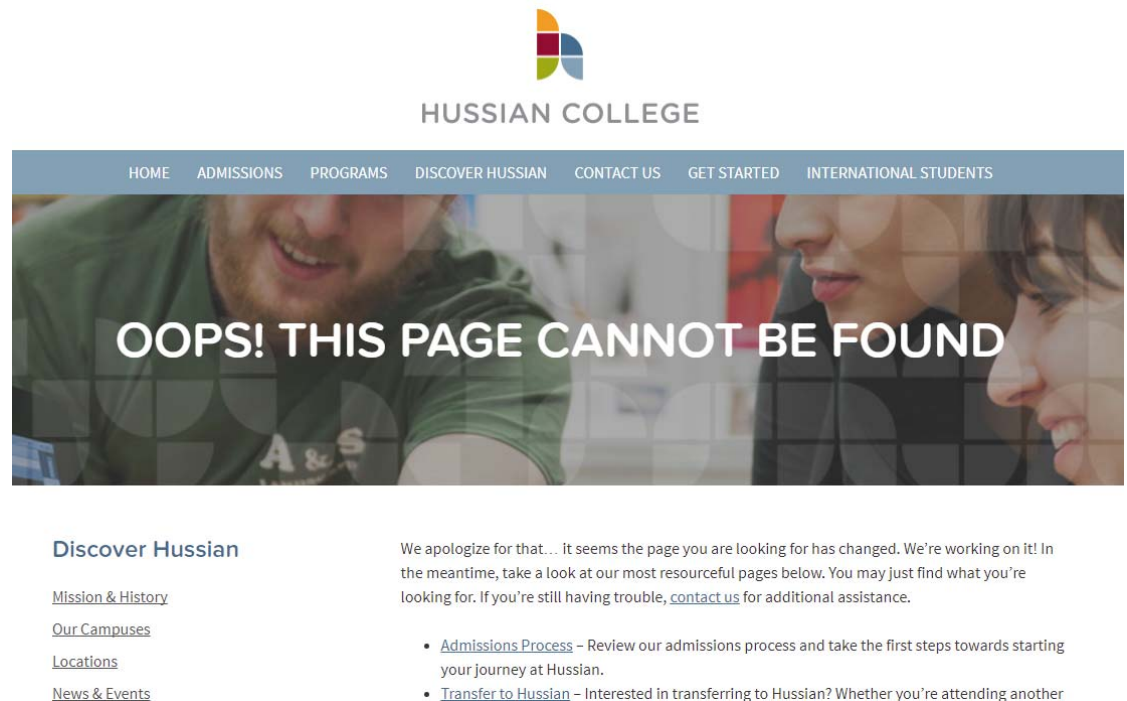 HUSSIAN COLLEGE
HOME ADMISSIONS PROGRAMS DISCOVER HUSSIAN CONTACT US GET STARTED INTERNATIONAL STUDENTS
OOPS! THIS PAGE CANNOT BE FOUND
A & S
Discover Hussian
Mission & History
Our Campuses
Locations
News & Events
We apologize for that… it seems the page you are looking for has changed. We’re working on it! In
the meantime, take a look at our most resourceful pages below. You may just find what you’re
looking for. If you’re still having trouble, contact us for additional assistance.
• Admissions Process – Review our admissions process and take the first steps towards starting
your journey at Hussian.
• Transfer to Hussian – Interested in transferring to Hussian? Whether you’re attending another